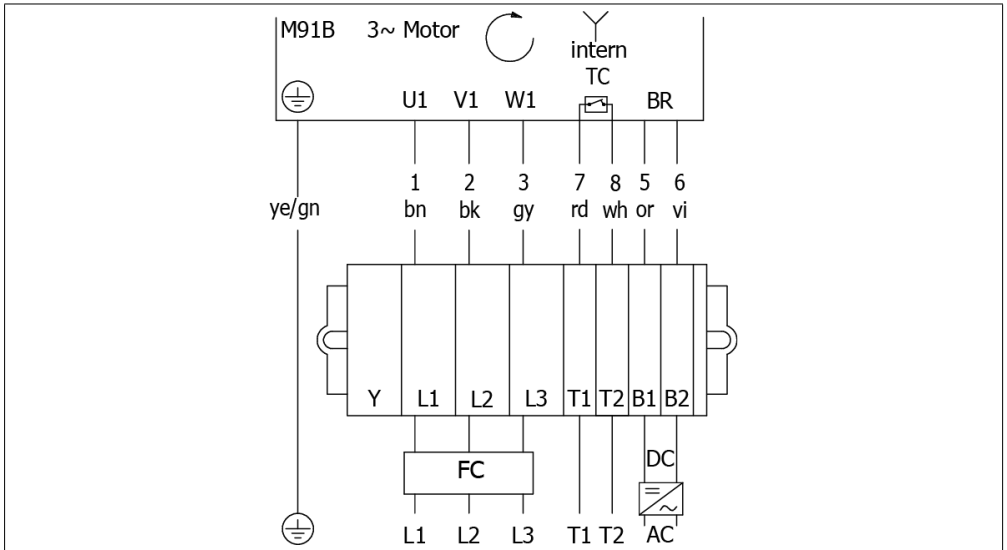 M91B 3~ Motor
intern
TC
U1 V1 W1 BR
1 2 3 7 8 5 6
ye/gn bn bk gy rd wh or vi
Y L1 L2 L3 T1 T2 B1 B2
FC DC
= ~
L1 L2 L3 T1 T2 AC